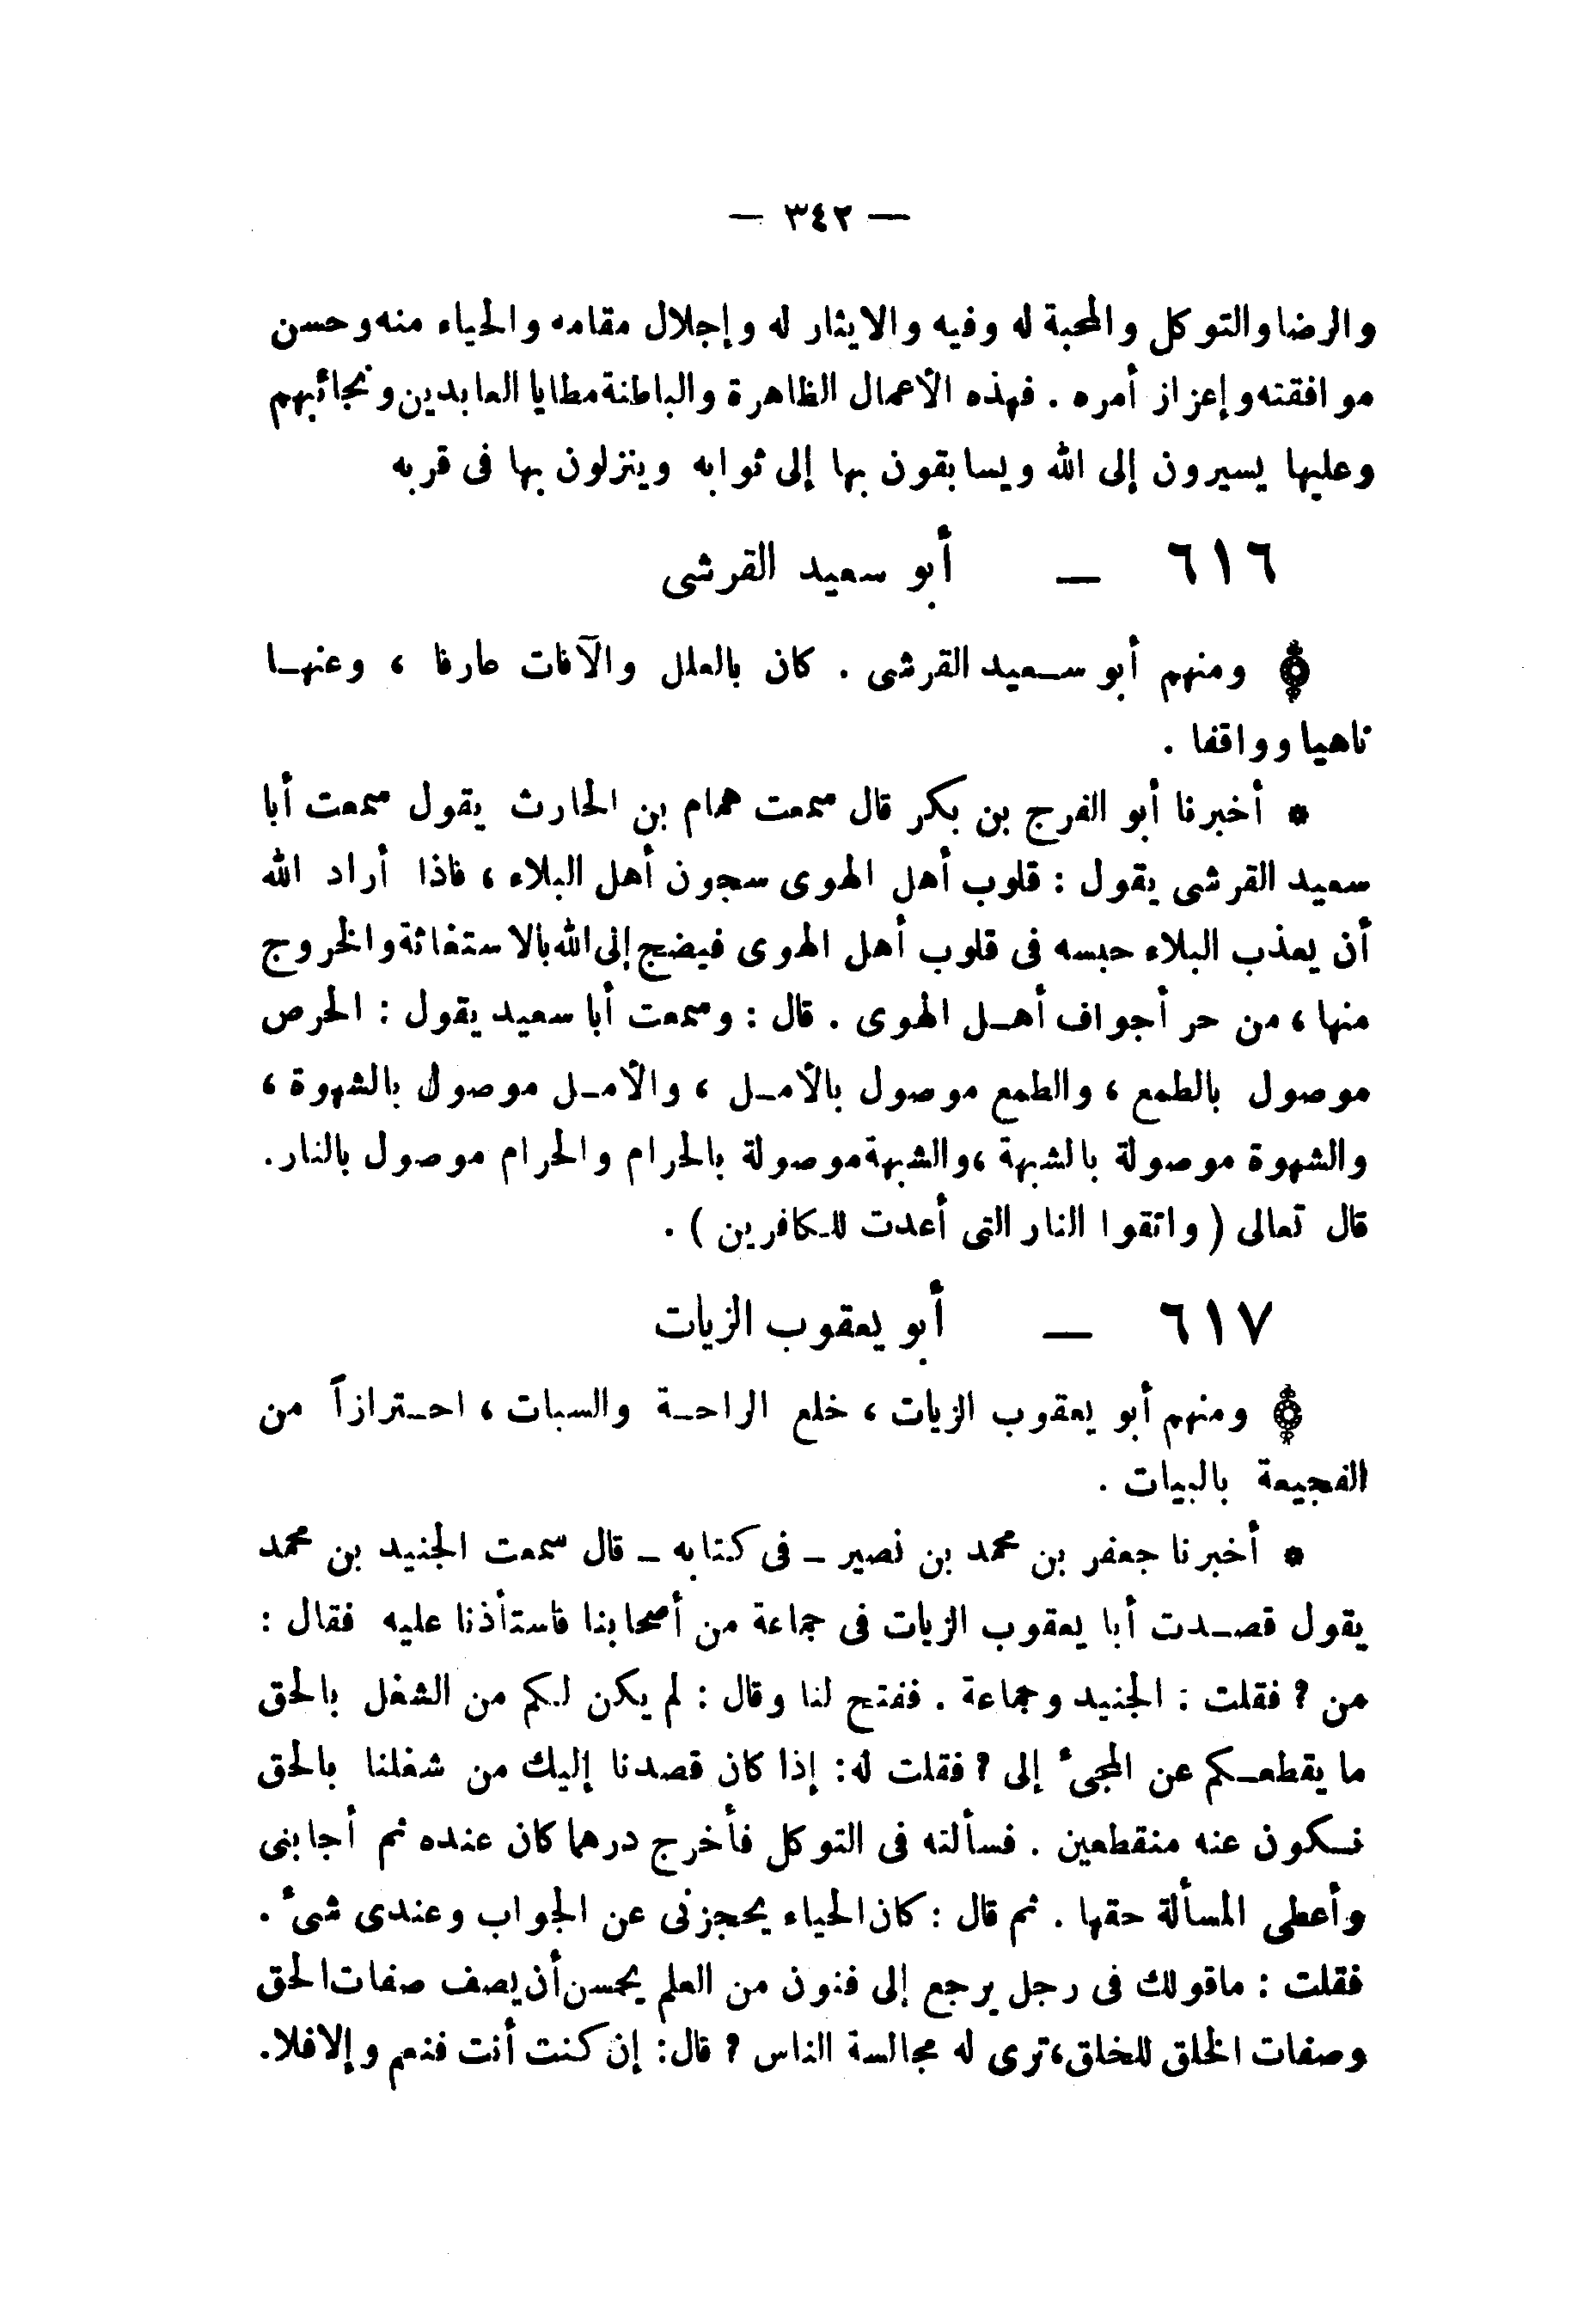 — ٣٤٢ —
والرضا والتوكل والمحبة له وفيه والايثار له وإجلال مقامه والحياء منه وحسن
موافقته وإعزاز أمره . فهذه الأعمال الظاهرة والباطنة مطايا العابدين ونجائبهم
وعليها يسيرون إلى الله ويسابقون بها إلى ثوابه وينزلون بها فى قربه
٦١٦ — أبو سعيد القرشى
ومنهم أبو سعيد القرشى . كان بالعلل والآفات عارفا ، وعنها
ناهيا وواقفا .
* أخبرنا أبو الفرج بن بكر قال سمعت همام بن الحارث يقول سمعت أبا
سعيد القرشى يقول : قلوب أهل الهوى سجون أهل البلاء ، فاذا أراد الله
أن يعذب البلاء حبسه فى قلوب أهل الهوى فيضج إلى الله بالاستغاثة والخروج
منها ، من حر أجواف أهل الهوى . قال : وسمعت أبا سعيد يقول : الحرص
موصول بالطمع ، والطمع موصول بالأمل ، والأمل موصول بالشهوة ،
والشهوة موصولة بالشبهة ، والشبهة موصولة بالحرام والحرام موصول بالنار .
قال تعالى ( واتقوا النار التى أعدت للكافرين ) .
٦١٧ — أبو يعقوب الزيات
ومنهم أبو يعقوب الزيات ، خلع الراحة والسبات ، احترازاً من
الفجيعة بالبيات .
* أخبرنا جعفر بن محمد بن نصير - فى كتابه - قال سمعت الجنيد بن محمد
يقول قصدت أبا يعقوب الزيات فى جماعة من أصحابنا فاستأذنا عليه فقال :
من ? فقلت : الجنيد وجماعة . ففتح لنا وقال : لم يكن لكم من الشغل بالحق
ما يقطعكم عن المجىء إلى ? فقلت له : إذا كان قصدنا إليك من شغلنا بالحق
نكون عنه منقطعين . فسألته فى التوكل فأخرج درهما كان عنده ثم أجابنى
وأعطى المسألة حقها . ثم قال : كان الحياء يحجزنى عن الجواب وعندى شىء .
فقلت : ماقولك فى رجل يرجع إلى فنون من العلم يحسن أن يصف صفات الحق
وصفات الخلق للخلق ، ترى له مجالسة الناس ? قال : إن كنت أنت فنعم وإلا فلا .